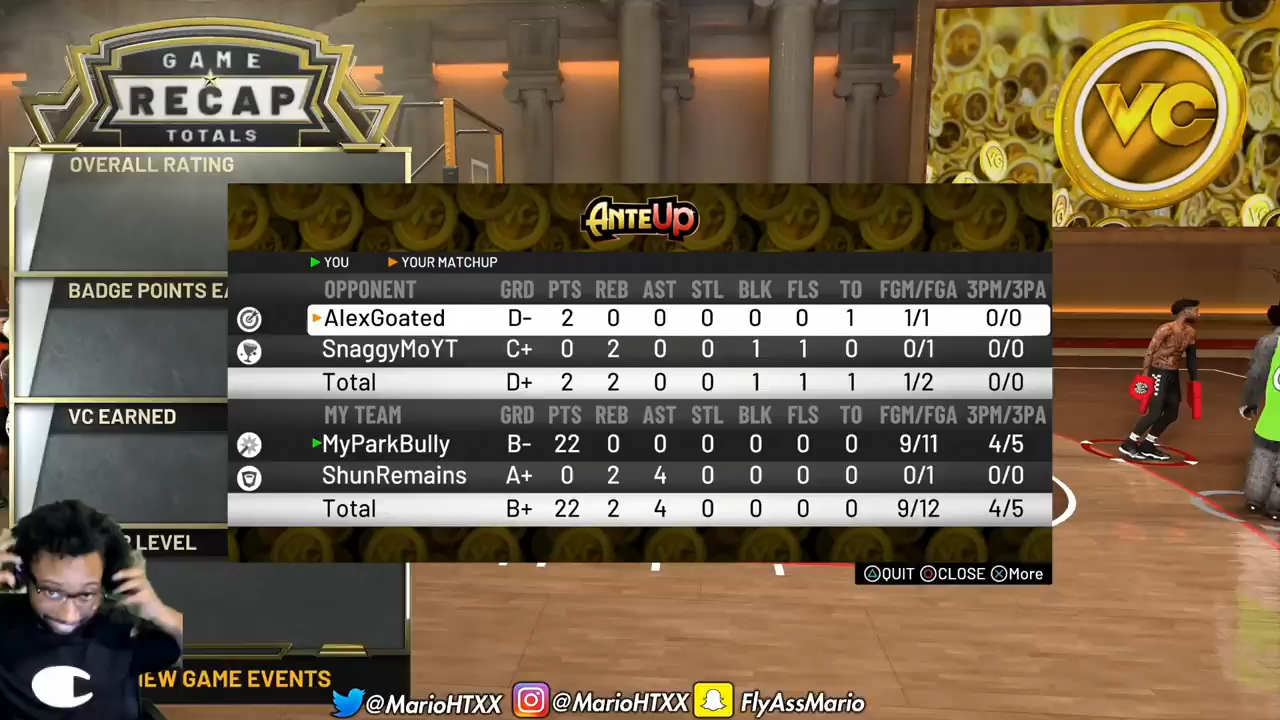 GAME
RECAP
TOTALS
OVERALL RATING
BADGE POINTS EA
VC EARNED
LEVEL
EW GAME EVENTS
VC
VC
ANTEUP
YOU YOUR MATCHUP
OPPONENT GRD PTS REB AST STL BLK FLS TO FGM/FGA 3PM/3PA
AlexGoated D- 2 0 0 0 0 0 1 1/1 0/0
SnaggyMoYT C+ 0 2 0 0 1 1 0 0/1 0/0
Total D+ 2 2 0 0 1 1 1 1/2 0/0
MY TEAM GRD PTS REB AST STL BLK FLS TO FGM/FGA 3PM/3PA
MyParkBully B- 22 0 0 0 0 0 0 9/11 4/5
ShunRemains A+ 0 2 4 0 0 0 0 0/1 0/0
Total B+ 22 2 4 0 0 0 0 9/12 4/5
QUIT CLOSE More
@MarioHTXX @MarioHTXX FlyAssMario